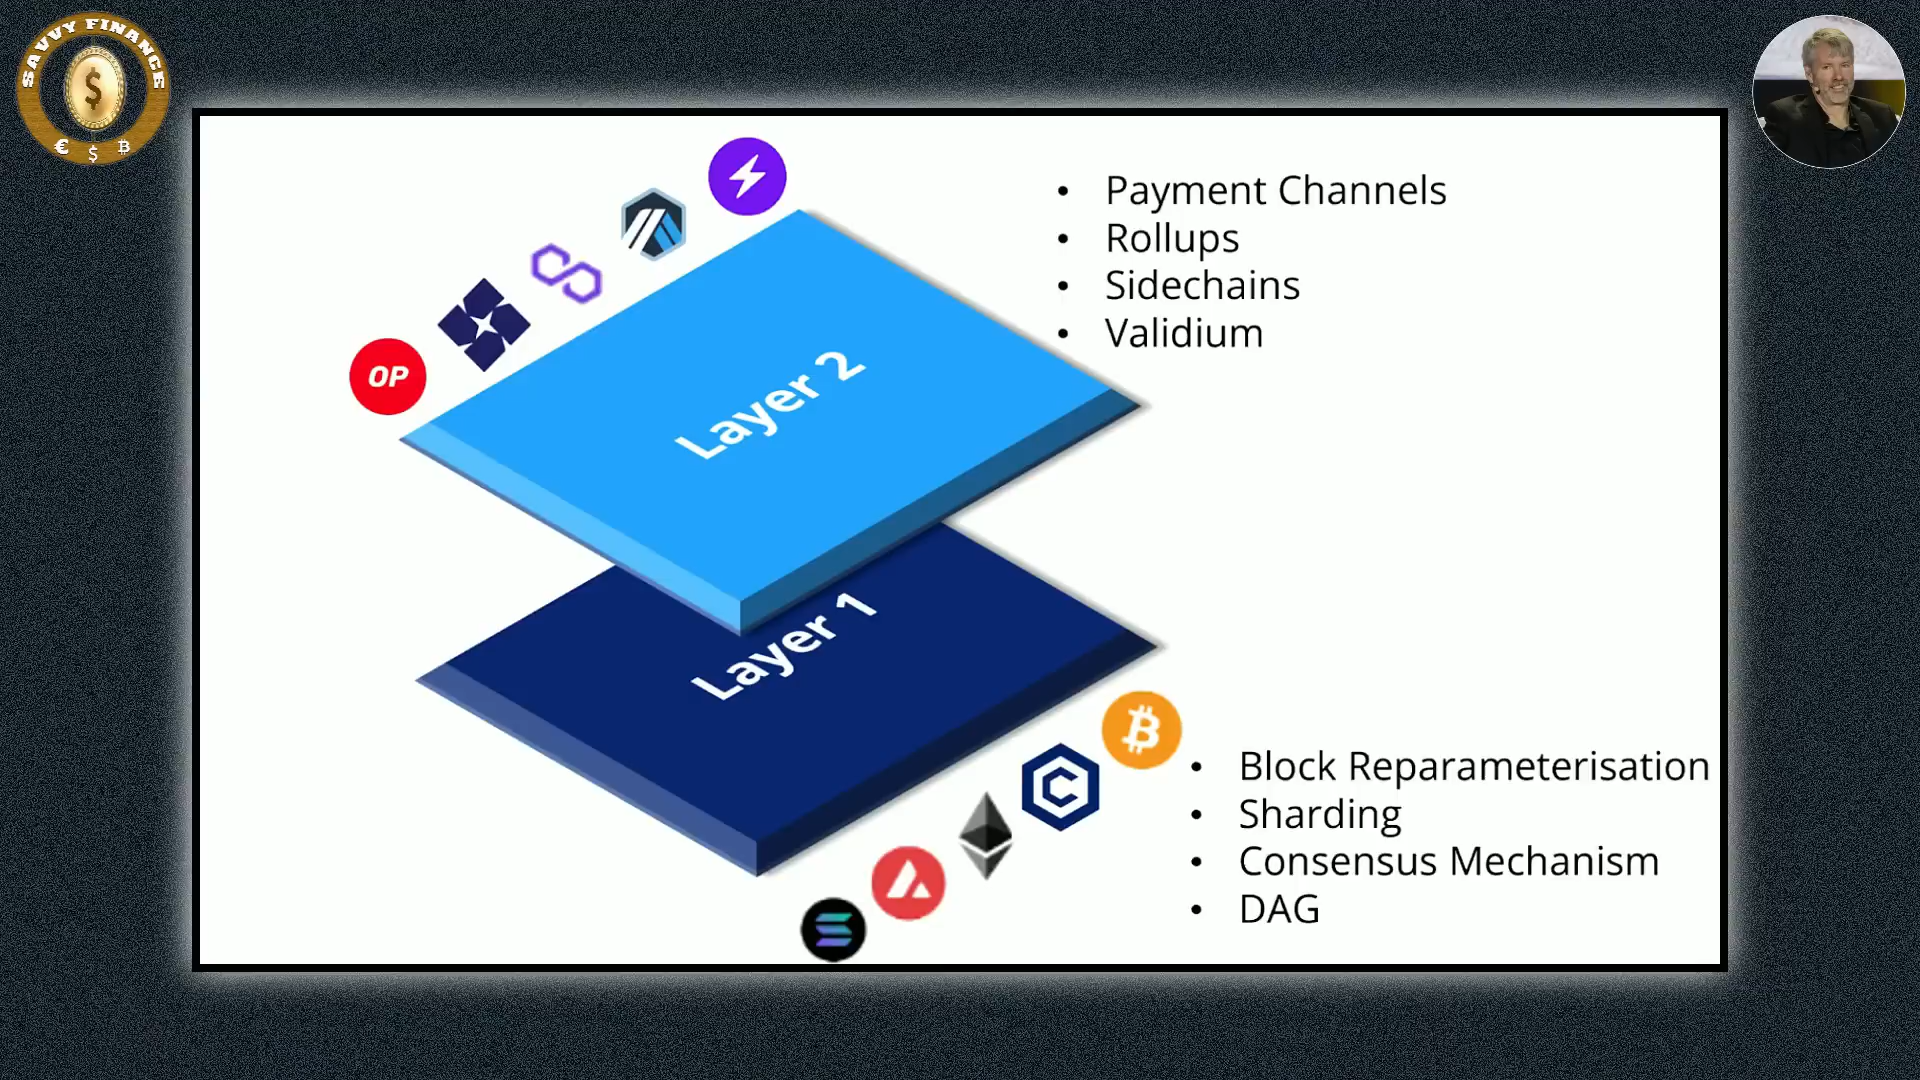 SAVVY FINANCE
$
€ $ ₿
Payment Channels
Rollups
Sidechains
Validium
OP
Layer 2
Layer 1
Block Reparameterisation
Sharding
Consensus Mechanism
DAG